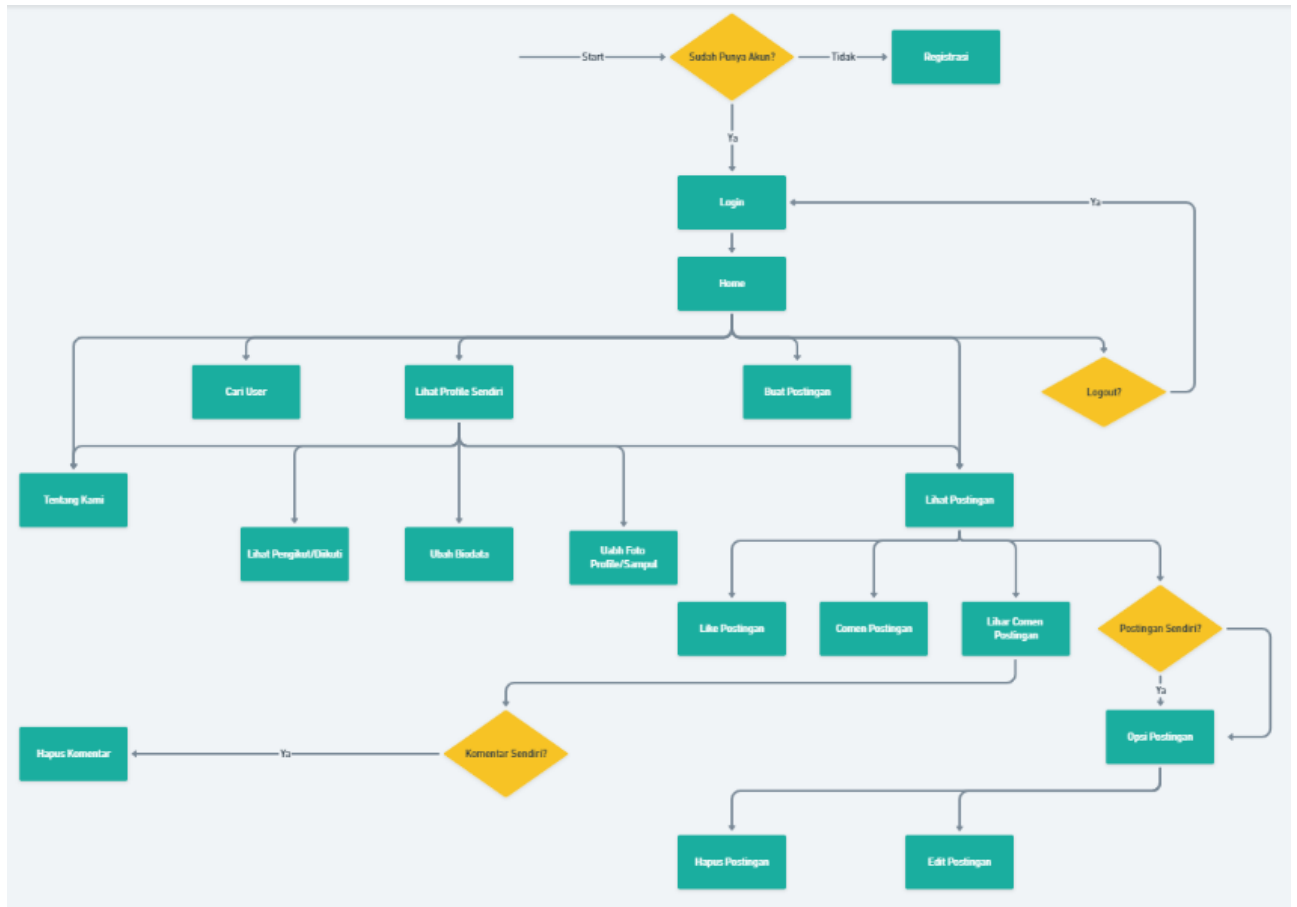 Start
Sudah Punya Akun?
Tidak
Registrasi
Ya
Login
Ya
Home
Cari User
Lihat Profile Sendiri
Buat Postingan
Logout?
Tentang Kami
Lihat Postingan
Lihat Pengikut/Diikuti
Ubah Biodata
Uabh Foto
Profile/Sampul
Like Postingan
Comen Postingan
Lihar Comen
Postingan
Postingan Sendiri?
Ya
Hapus Komentar
Ya
Komentar Sendiri?
Opsi Postingan
Hapus Postingan
Edit Postingan